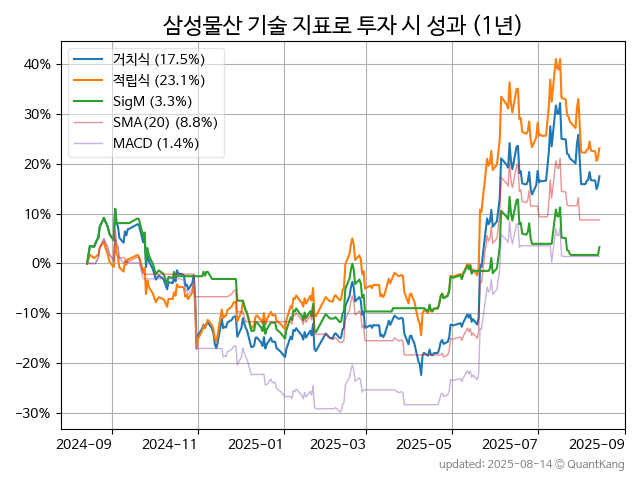 삼성물산 기술 지표로 투자 시 성과 (1년)
거치식 (17.5%)
적립식 (23.1%)
SigM (3.3%)
SMA(20) (8.8%)
MACD (1.4%)
40%
30%
20%
10%
0%
−10%
−20%
−30%
2024-09 2024-11 2025-01 2025-03 2025-05 2025-07 2025-09
updated: 2025-08-14 © QuantKang